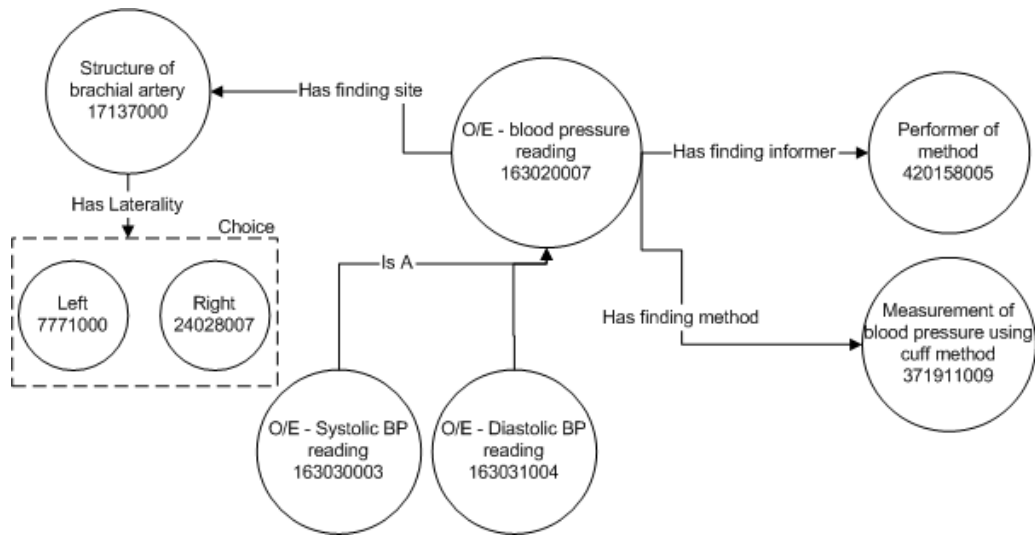 Structure of
brachial artery
17137000
Has finding site
O/E - blood pressure
reading
163020007
Has finding informer
Performer of
method
420158005
Has Laterality
Choice
Left
7771000
Right
24028007
Is A
Has finding method
Measurement of
blood pressure using
cuff method
371911009
O/E - Systolic BP
reading
163030003
O/E - Diastolic BP
reading
163031004